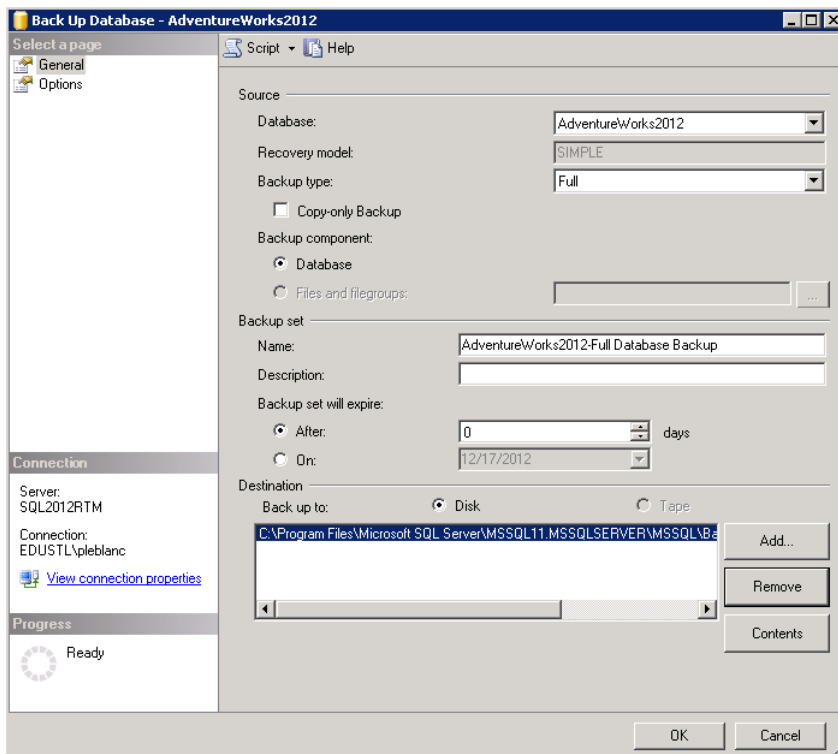 Back Up Database - AdventureWorks2012
Select a page
General
Options
Script Help
Source
Database: AdventureWorks2012
Recovery model: SIMPLE
Backup type: Full
Copy-only Backup
Backup component:
Database
Files and filegroups: ...
Backup set
Name: AdventureWorks2012-Full Database Backup
Description:
Backup set will expire:
After: 0 days
On: 12/17/2012
Destination
Back up to: Disk Tape
C:\Program Files\Microsoft SQL Server\MSSQL11.MSSQLSERVER\MSSQL\Ba
Add...
Remove
Contents
Connection
Server:
SQL2012RTM
Connection:
EDUSTL\pleblanc
View connection properties
Progress
Ready
OK Cancel